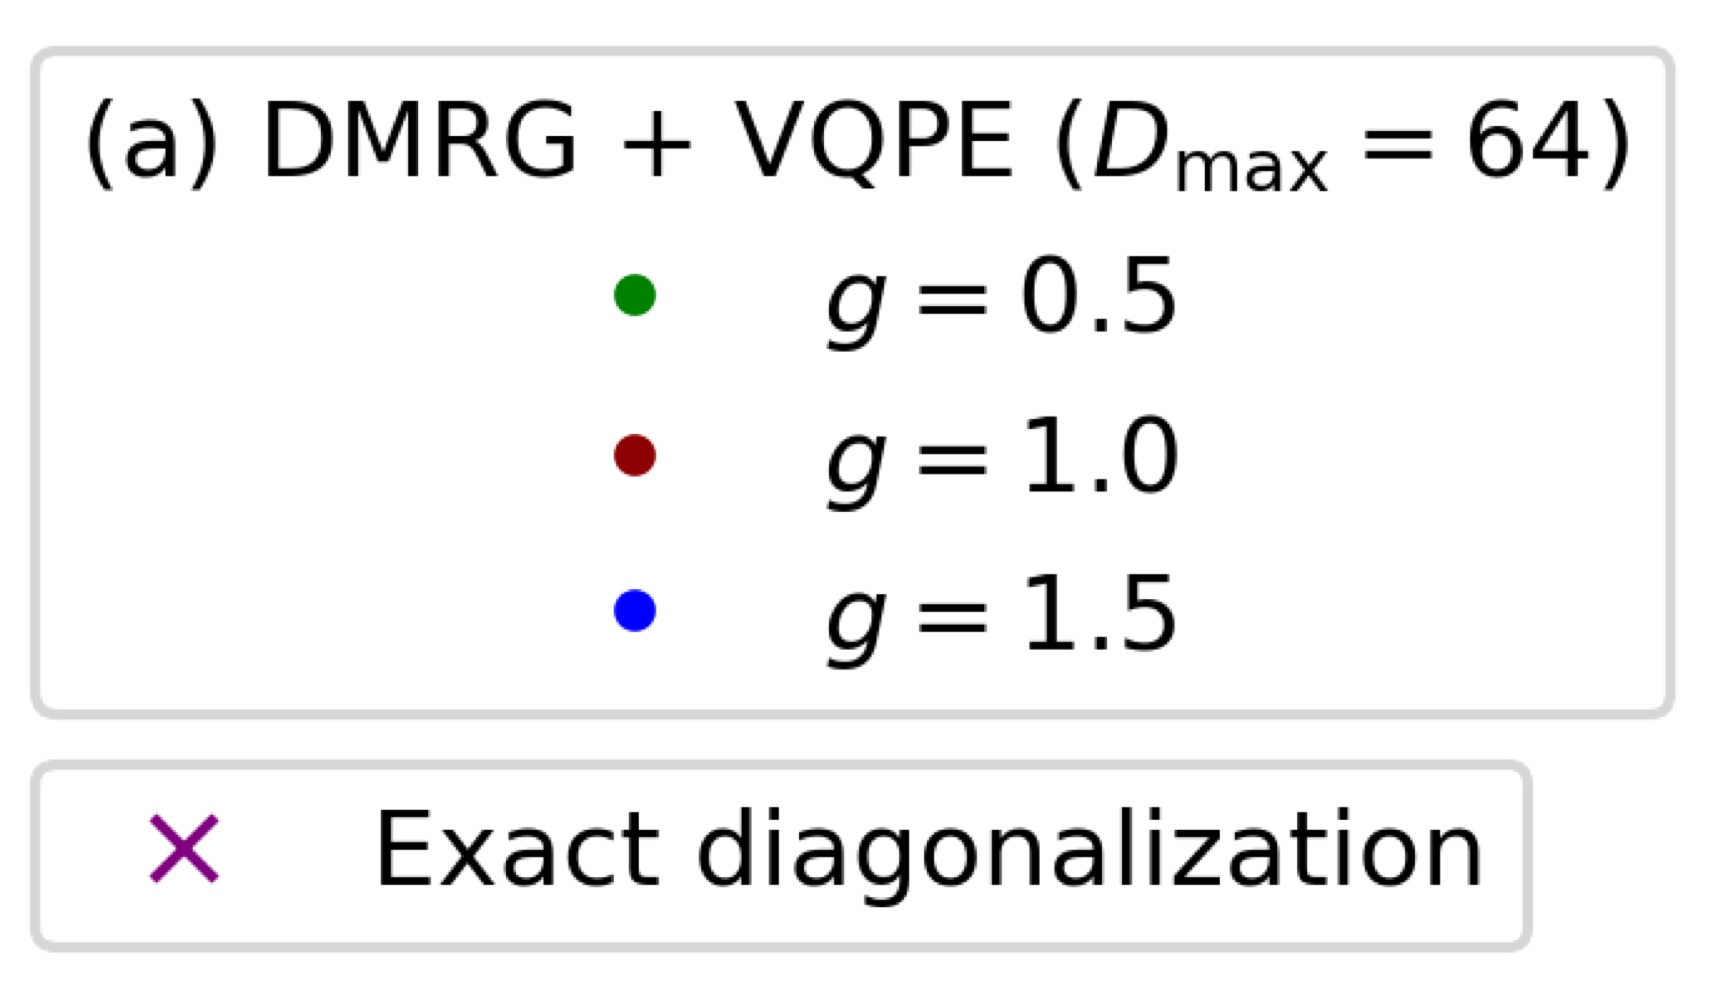 (a) DMRG + VQPE (D_max = 64)
g = 0.5
g = 1.0
g = 1.5
Exact diagonalization